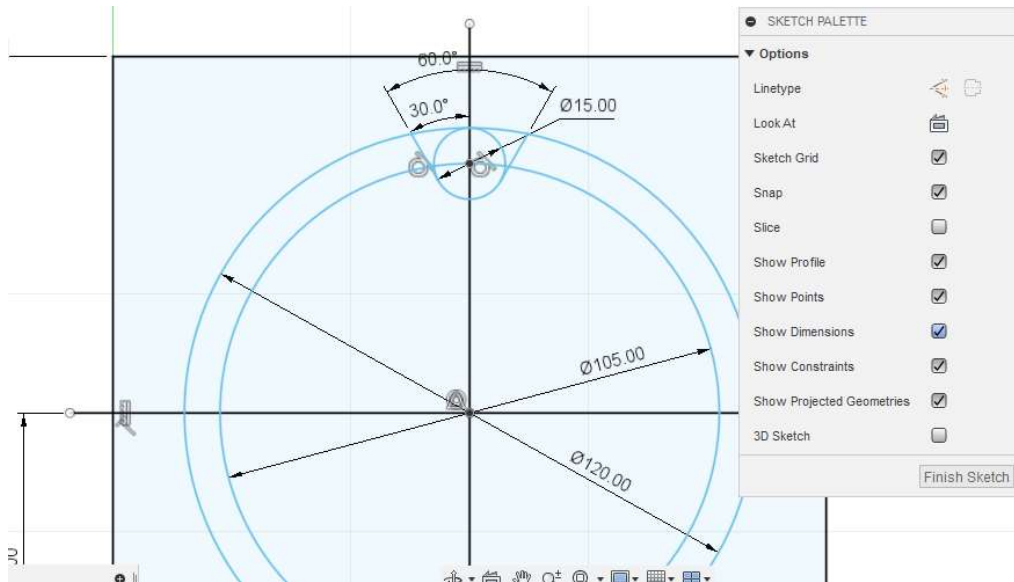 SKETCH PALETTE
Options
Linetype
Look At
Sketch Grid
Snap
Slice
Show Profile
Show Points
Show Dimensions
Show Constraints
Show Projected Geometries
3D Sketch
Finish Sketch
60.0°
30.0°
Ø15.00
Ø105.00
Ø120.00